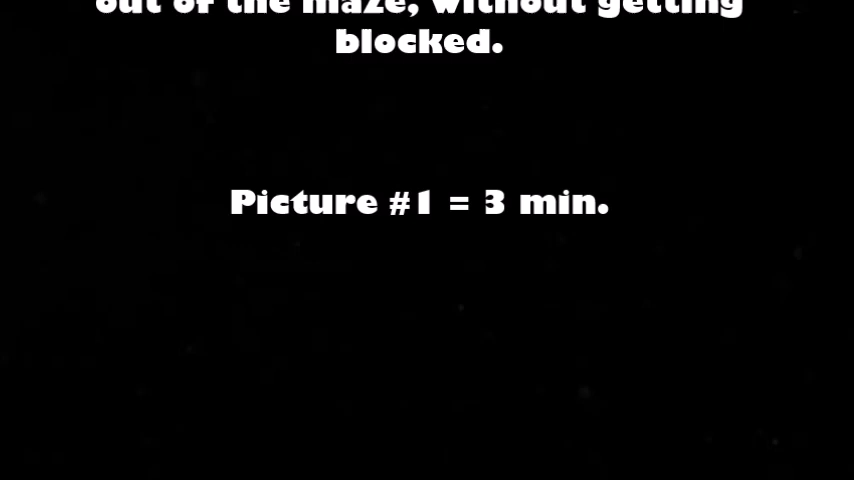 out of the maze, without getting
blocked.
Picture #1 = 3 min.